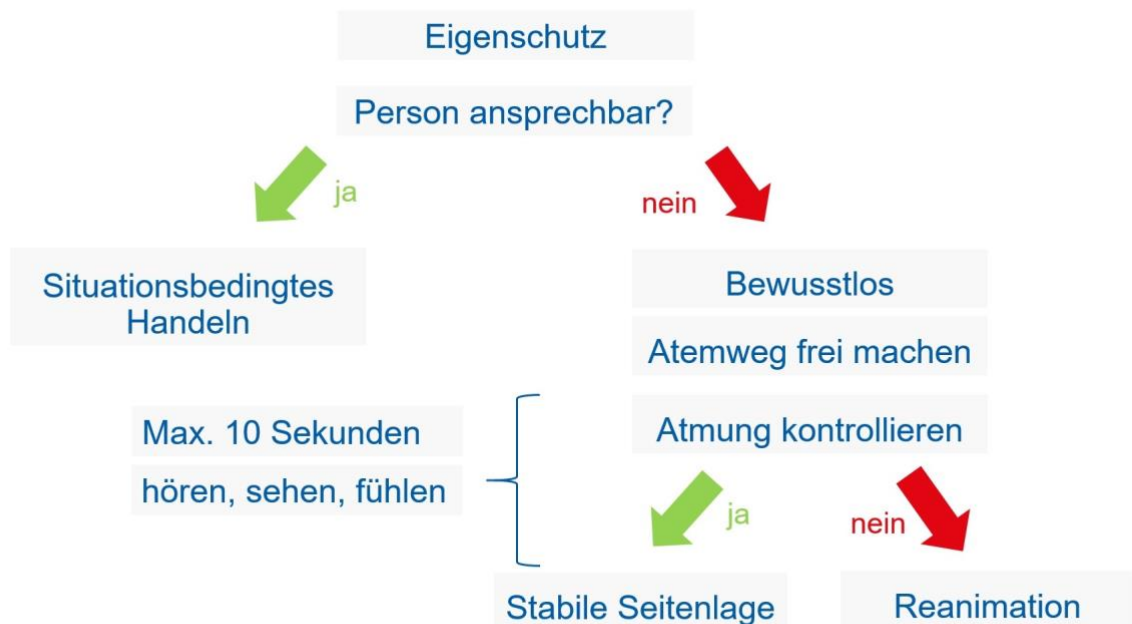 Eigenschutz
Person ansprechbar?
ja
nein
Situationsbedingtes
Handeln
Bewusstlos
Atemweg frei machen
Max. 10 Sekunden
hören, sehen, fühlen
Atmung kontrollieren
ja
nein
Stabile Seitenlage
Reanimation